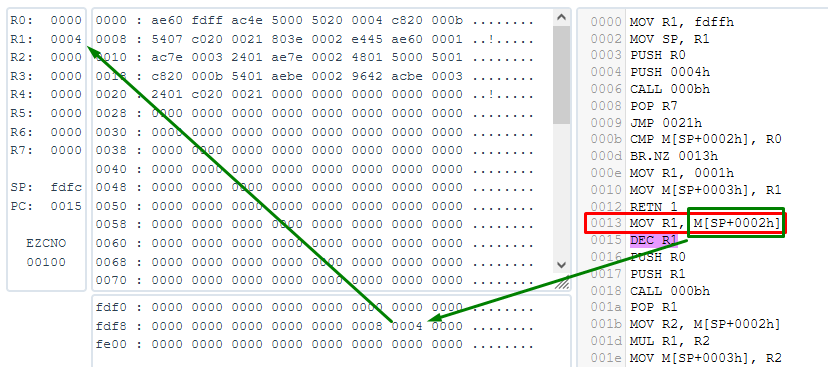 R0: 0000
R1: 0004
R2: 0000
R3: 0000
R4: 0000
R5: 0000
R6: 0000
R7: 0000
SP: fdfc
PC: 0015
EZCNO
00100
0000 : ae60 fdff ac4e 5000 5020 0004 c820 000b ........
0008 : 5407 c020 0021 803e 0002 e445 ae60 0001 ..!.....
0010 : ac7e 0003 2401 ae7e 0002 4801 5000 5001 ........
0018 : c820 000b 5401 aebe 0002 9642 acbe 0003 ........
0020 : 2401 c020 0021 0000 0000 0000 0000 0000 ..!.....
0028 : 0000 0000 0000 0000 0000 0000 0000 0000 ........
0030 : 0000 0000 0000 0000 0000 0000 0000 0000 ........
0038 : 0000 0000 0000 0000 0000 0000 0000 0000 ........
0040 : 0000 0000 0000 0000 0000 0000 0000 0000 ........
0048 : 0000 0000 0000 0000 0000 0000 0000 0000 ........
0050 : 0000 0000 0000 0000 0000 0000 0000 0000 ........
0058 : 0000 0000 0000 0000 0000 0000 0000 0000 ........
0060 : 0000 0000 0000 0000 0000 0000 0000 0000 ........
0068 : 0000 0000 0000 0000 0000 0000 0000 0000 ........
0070 : 0000 0000 0000 0000 0000 0000 0000 0000 ........
fdf0 : 0000 0000 0000 0000 0000 0000 0000 0000 ........
fdf8 : 0000 0000 0000 0000 0000 0008 0004 0000 ........
fe00 : 0000 0000 0000 0000 0000 0000 0000 0000 ........
0000 MOV R1, fdffh
0002 MOV SP, R1
0003 PUSH R0
0004 PUSH 0004h
0006 CALL 000bh
0008 POP R7
0009 JMP 0021h
000b CMP M[SP+0002h], R0
000d BR.NZ 0013h
000e MOV R1, 0001h
0010 MOV M[SP+0003h], R1
0012 RETN 1
0013 MOV R1, M[SP+0002h]
0015 DEC R1
0016 PUSH R0
0017 PUSH R1
0018 CALL 000bh
001a POP R1
001b MOV R2, M[SP+0002h]
001d MUL R1, R2
001e MOV M[SP+0003h], R2